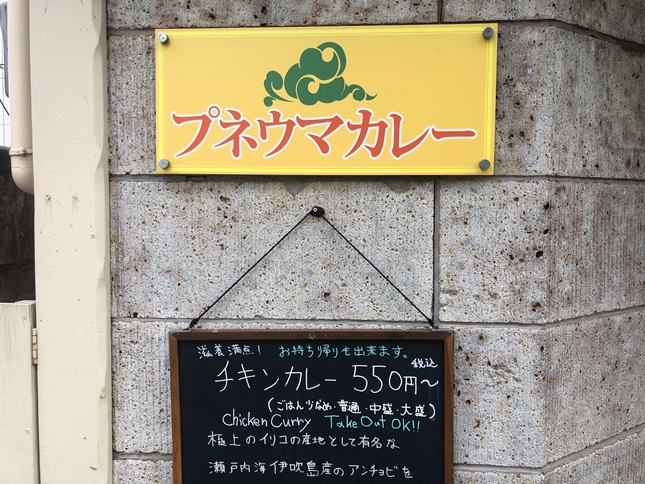 プネウマカレー
滋養満点! お持ち帰りも出来ます。
チキンカレー 550円～ 税込
(ごはん少なめ・普通・中盛・大盛)
Chicken Curry Take Out OK!!
極上のイリコの産地として有名な
瀬戸内海伊吹島産のアンチョビを